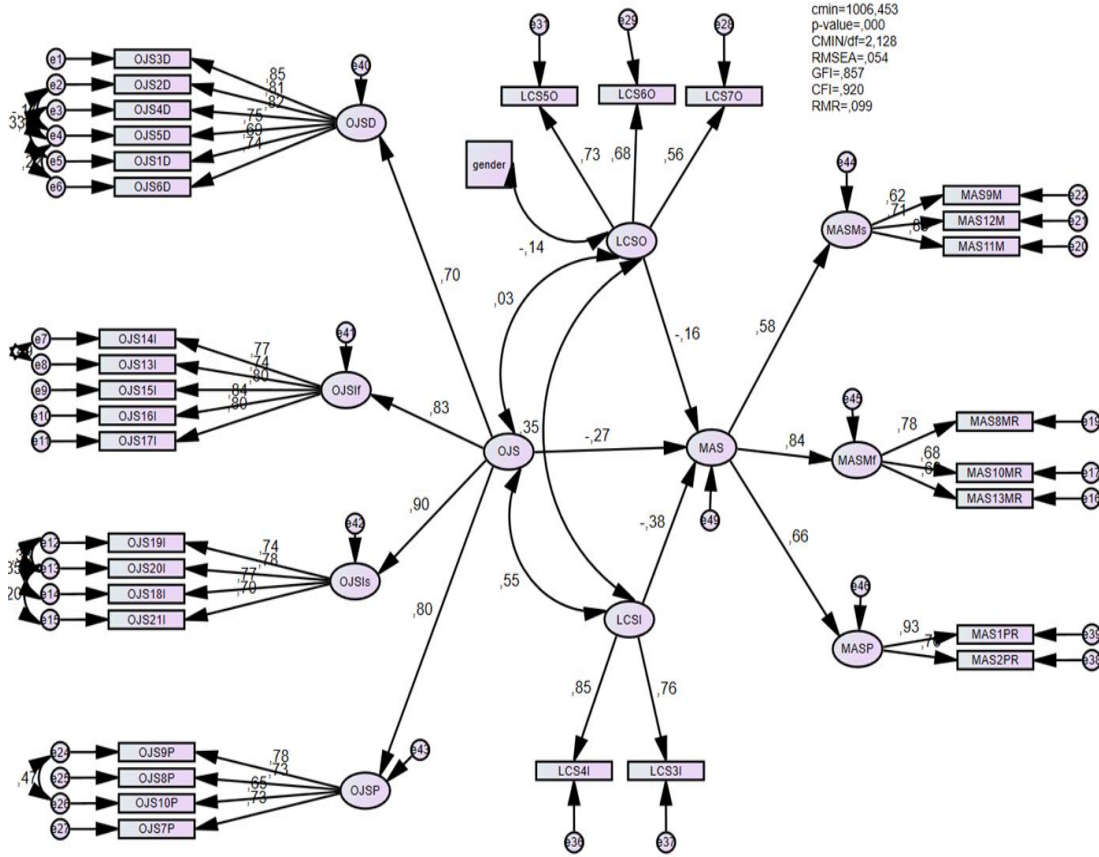 cmin=1006,453
p-value=,000
CMIN/df=2,128
RMSEA=,054
GFI=,857
CFI=,920
RMR=,099
e1
OJS3D
e2
OJS2D
e3
OJS4D
e4
OJS5D
e5
OJS1D
e6
OJS6D
,85
,81
,82
,75
,69
,74
e40
OJSD
,70
e31
e29
e28
LCS5O
LCS6O
LCS7O
,73
,68
,56
gender
-,14
LCSO
,03
-,16
e44
MASMs
,62
,71
MAS9M
e22
MAS12M
e21
MAS11M
e20
,58
e7
OJS14I
e8
OJS13I
e9
OJS15I
e10
OJS16I
e11
OJS17I
,77
,74
,80
,84
,80
e41
OJSIf
,83
OJS
,35
-,27
MAS
e49
,84
e45
MASMf
,78
,68
MAS8MR
e19
MAS10MR
e17
MAS13MR
e16
-,38
,66
,90
e12
OJS19I
e13
OJS20I
e14
OJS18I
e15
OJS21I
,20
,74
,78
,77
,70
e42
OJSIs
,55
LCSI
,85
,76
LCS4I
LCS3I
e36
e37
e46
MASP
,93
MAS1PR
e39
MAS2PR
e38
,80
e24
OJS9P
e25
OJS8P
e26
OJS10P
e27
OJS7P
,47
,78
,73
,65
,73
e43
OJSP